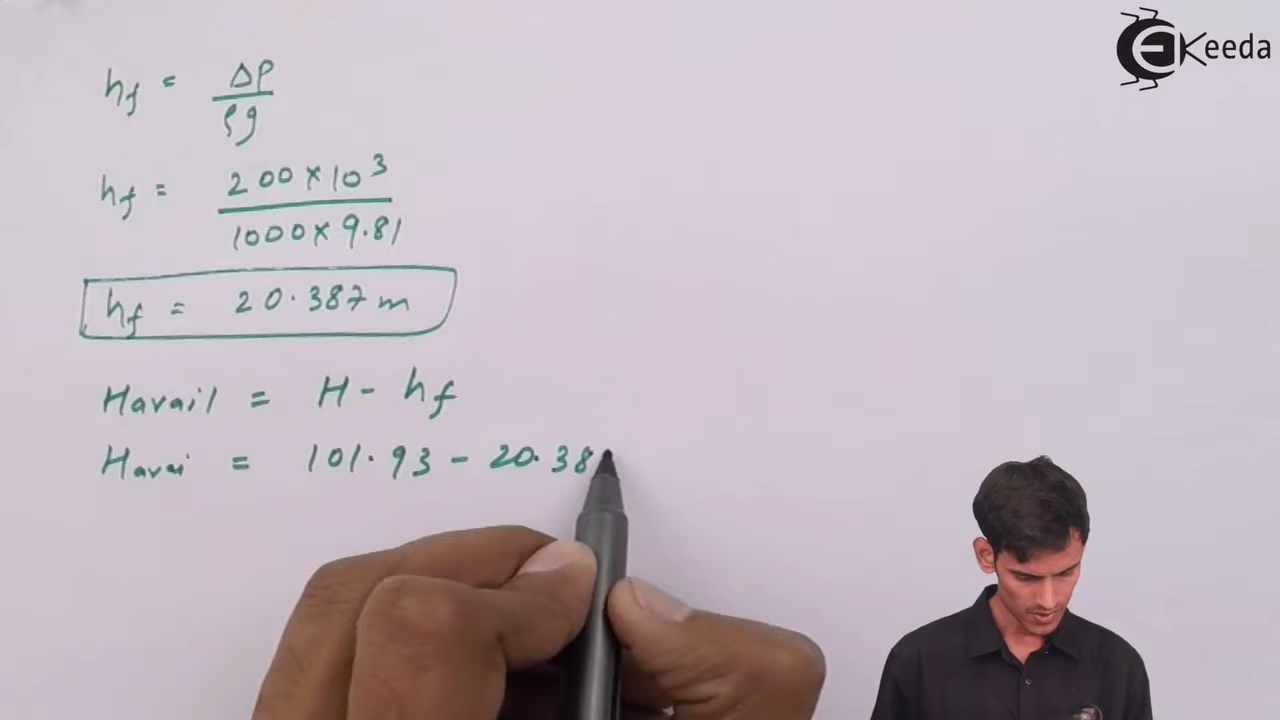 hf = ΔP
ρg
hf = 200×10³
1000×9.81
hf = 20.387m
Havail = H - hf
Havai = 101.93 - 20.38
EKeeda